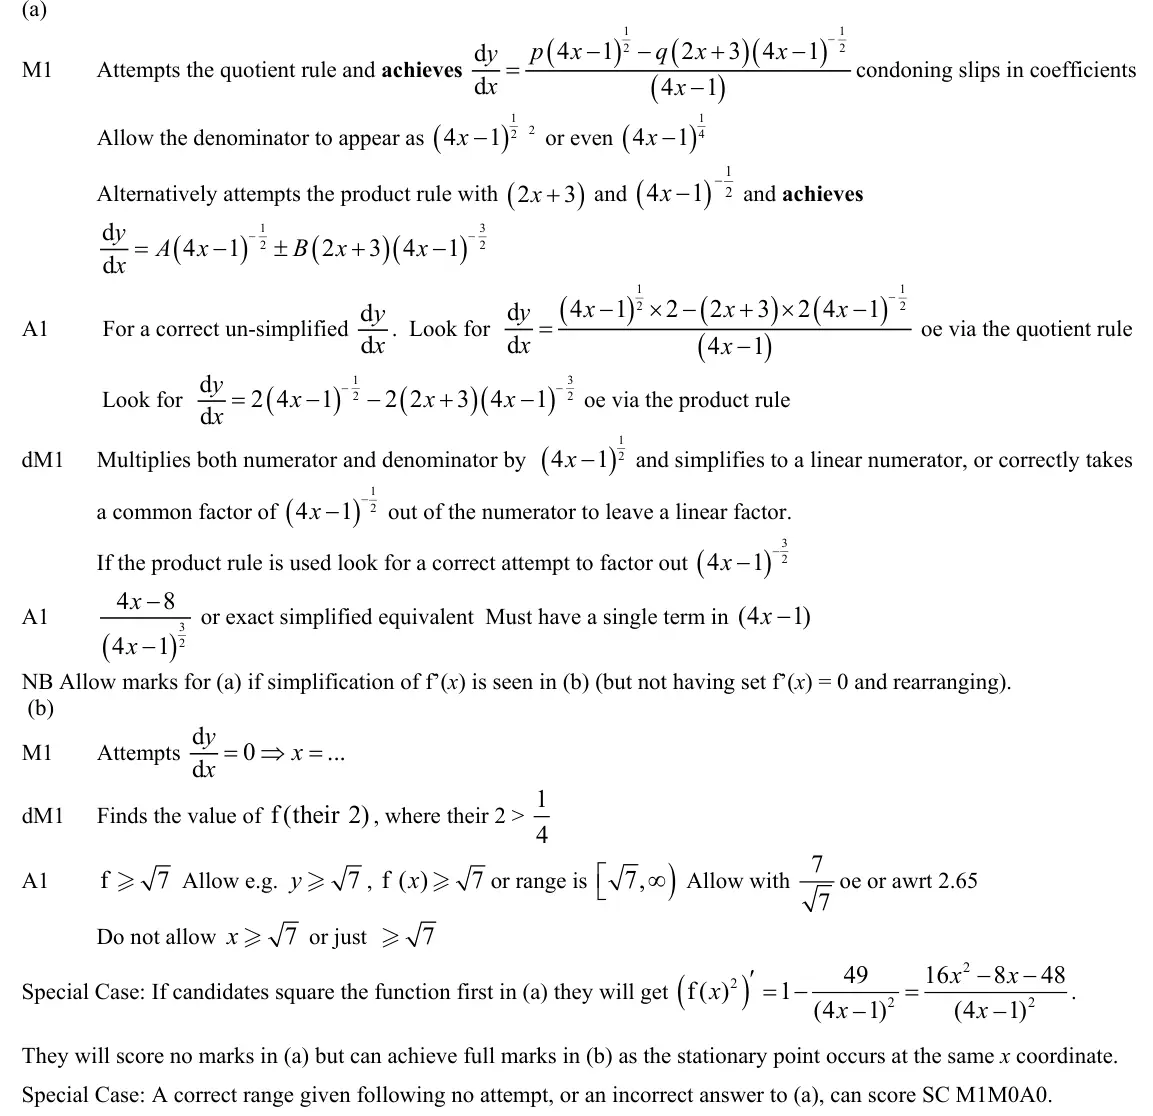 (a)
M1 Attempts the quotient rule and achieves dy/dx = (p(4x−1)^(1/2) − q(2x+3)(4x−1)^(−1/2))/(4x−1) condoning slips in coefficients
Allow the denominator to appear as (4x−1)^(1/2 2) or even (4x−1)^(1/4)
Alternatively attempts the product rule with (2x+3) and (4x−1)^(−1/2) and achieves
dy/dx = A(4x−1)^(−1/2) ± B(2x+3)(4x−1)^(−3/2)
A1 For a correct un-simplified dy/dx. Look for dy/dx = ((4x−1)^(1/2) × 2 − (2x+3) × 2(4x−1)^(−1/2))/(4x−1) oe via the quotient rule
Look for dy/dx = 2(4x−1)^(−1/2) − 2(2x+3)(4x−1)^(−3/2) oe via the product rule
dM1 Multiplies both numerator and denominator by (4x−1)^(1/2) and simplifies to a linear numerator, or correctly takes
a common factor of (4x−1)^(−1/2) out of the numerator to leave a linear factor.
If the product rule is used look for a correct attempt to factor out (4x−1)^(−3/2)
A1 (4x−8)/(4x−1)^(3/2) or exact simplified equivalent Must have a single term in (4x−1)
NB Allow marks for (a) if simplification of f'(x) is seen in (b) (but not having set f'(x) = 0 and rearranging).
(b)
M1 Attempts dy/dx = 0 ⇒ x = ...
dM1 Finds the value of f(their 2), where their 2 > 1/4
A1 f ⩾ √7 Allow e.g. y ⩾ √7, f (x) ⩾ √7 or range is [√7,∞) Allow with 7/√7 oe or awrt 2.65
Do not allow x ⩾ √7 or just ⩾ √7
Special Case: If candidates square the function first in (a) they will get (f(x)²)′ = 1 − 49/(4x−1)² = (16x² − 8x − 48)/(4x−1)².
They will score no marks in (a) but can achieve full marks in (b) as the stationary point occurs at the same x coordinate.
Special Case: A correct range given following no attempt, or an incorrect answer to (a), can score SC M1M0A0.